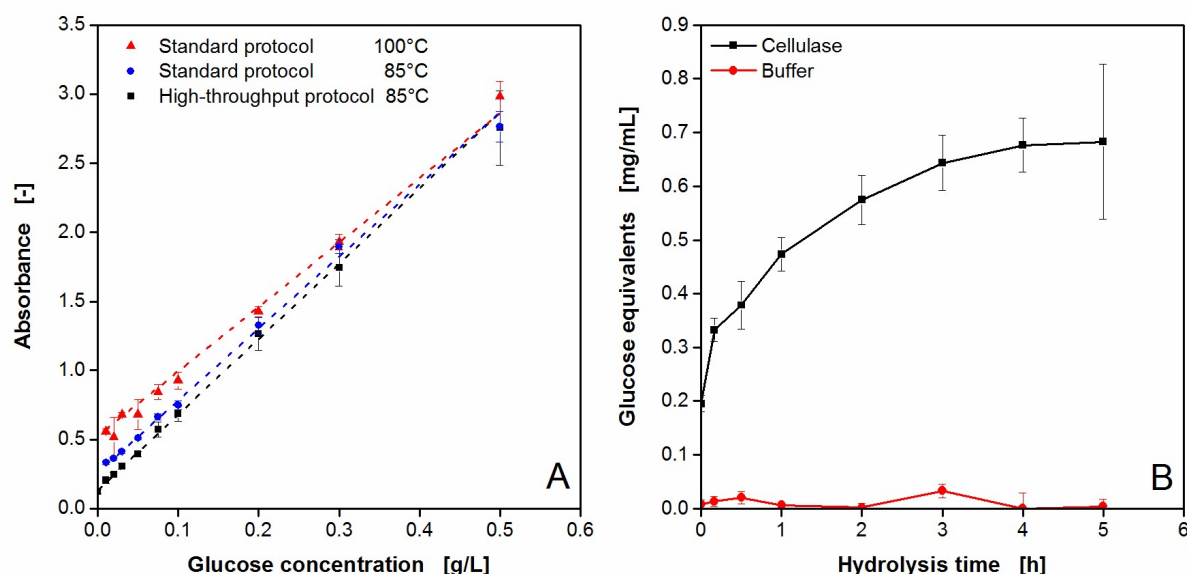 Standard protocol 100°C
Standard protocol 85°C
High-throughput protocol 85°C
Absorbance [-]
3.5
3.0
2.5
2.0
1.5
1.0
0.5
0.0
A
0.0 0.1 0.2 0.3 0.4 0.5 0.6
Glucose concentration [g/L]
Cellulase
Buffer
Glucose equivalents [mg/mL]
0.9
0.8
0.7
0.6
0.5
0.4
0.3
0.2
0.1
0.0
B
0 1 2 3 4 5 6
Hydrolysis time [h]